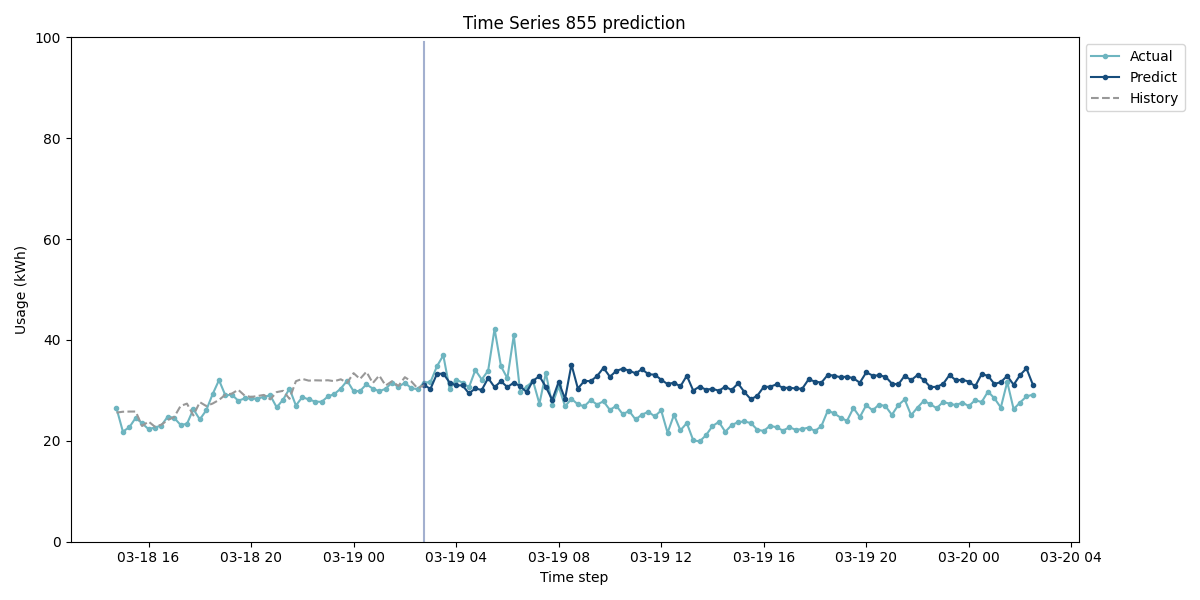 Time Series 855 prediction
100
80
60
40
20
0
Usage (kWh)
03-18 16 03-18 20 03-19 00 03-19 04 03-19 08 03-19 12 03-19 16 03-19 20 03-20 00 03-20 04
Time step
Actual
Predict
History